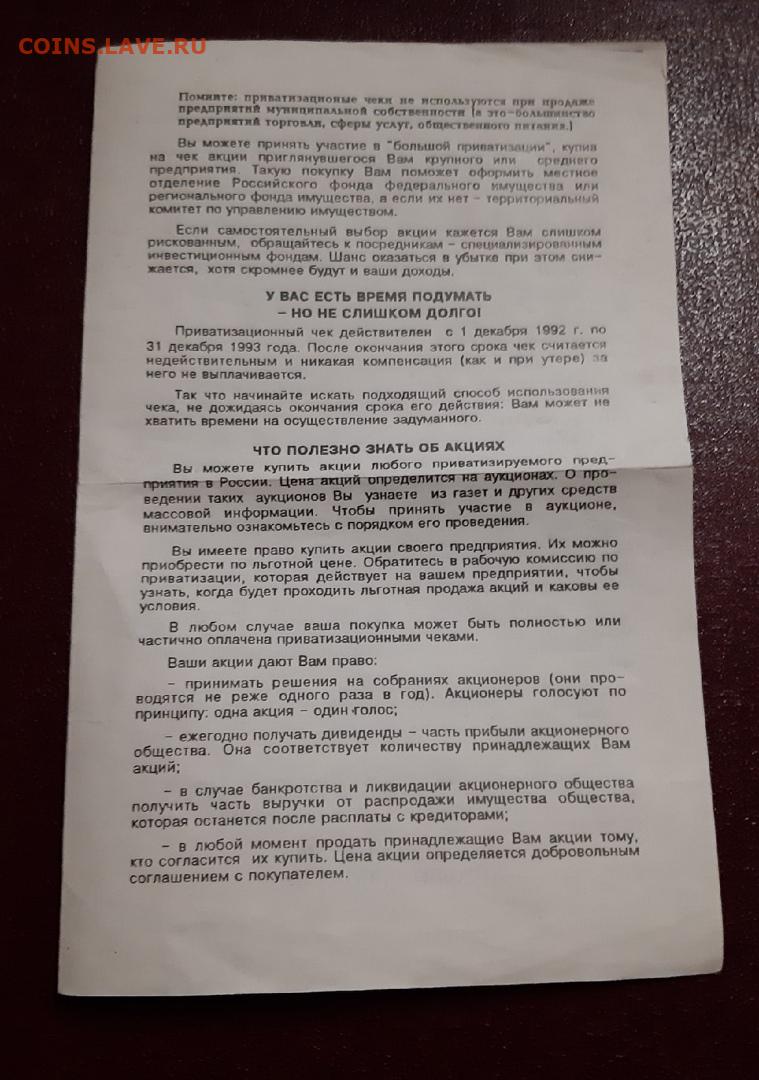 COINS.LAVE.RU
Помните: приватизационые чеки не используются при продаже
предприятий муниципальной собственности (а это-большинство
предприятий торговли, сферы услуг, общественного питания.)
Вы можете принять участие в "большой приватизации", купив
на чек акции приглянувшегося Вам крупного или среднего
предприятия. Такую покупку Вам поможет оформить местное
отделение Российского фонда федерального имущества или
регионального фонда имущества, а если их нет – территориальный
комитет по управлению имуществом.
Если самостоятельный выбор акции кажется Вам слишком
рискованным, обращайтесь к посредникам – специализированным
инвестиционным фондам. Шанс оказаться в убытке при этом сни-
жается, хотя скромнее будут и ваши доходы.
У ВАС ЕСТЬ ВРЕМЯ ПОДУМАТЬ
– НО НЕ СЛИШКОМ ДОЛГО!
Приватизационный чек действителен с 1 декабря 1992 г. по
31 декабря 1993 года. После окончания этого срока чек считается
недействительным и никакая компенсация (как и при утере) за
него не выплачивается.
Так что начинайте искать подходящий способ использования
чека, не дожидаясь окончания срока его действия: Вам может не
хватить времени на осуществление задуманного.
ЧТО ПОЛЕЗНО ЗНАТЬ ОБ АКЦИЯХ
Вы можете купить акции любого приватизируемого пред-
приятия в России. Цена акций определится на аукционах. О про-
ведении таких аукционов Вы узнаете из газет и других средств
массовой информации. Чтобы принять участие в аукционе,
внимательно ознакомьтесь с порядком его проведения.
Вы имеете право купить акции своего предприятия. Их можно
приобрести по льготной цене. Обратитесь в рабочую комиссию по
приватизации, которая действует на вашем предприятии, чтобы
узнать, когда будет проходить льготная продажа акций и каковы ее
условия.
В любом случае ваша покупка может быть полностью или
частично оплачена приватизационными чеками.
Ваши акции дают Вам право:
– принимать решения на собраниях акционеров (они про-
водятся не реже одного раза в год). Акционеры голосуют по
принципу: одна акция – один голос;
– ежегодно получать дивиденды – часть прибыли акционерного
общества. Она соответствует количеству принадлежащих Вам
акций;
– в случае банкротства и ликвидации акционерного общества
получить часть выручки от распродажи имущества общества,
которая останется после расплаты с кредиторами;
– в любой момент продать принадлежащие Вам акции тому,
кто согласится их купить. Цена акции определяется добровольным
соглашением с покупателем.